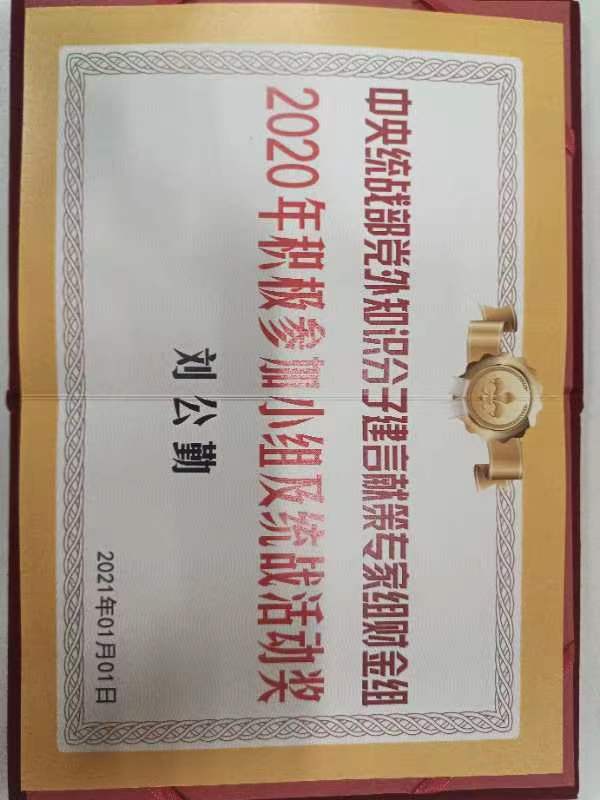 中央统战部党外知识分子建言献策专家组财金组
2020年积极参加小组及统战活动奖
刘公勤
2021年01月01日